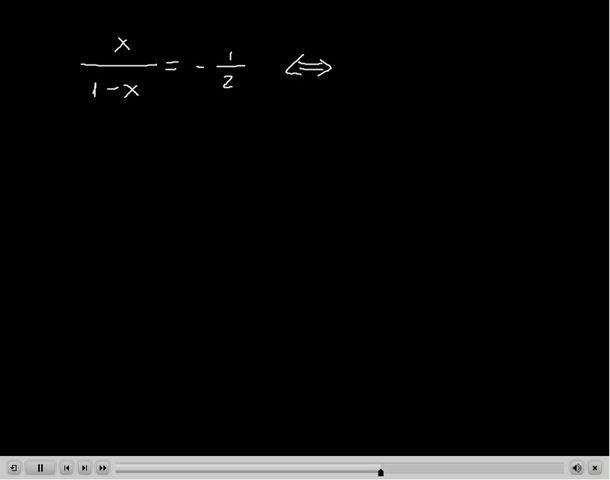 x/(1-x) = - 1/2 ⇔